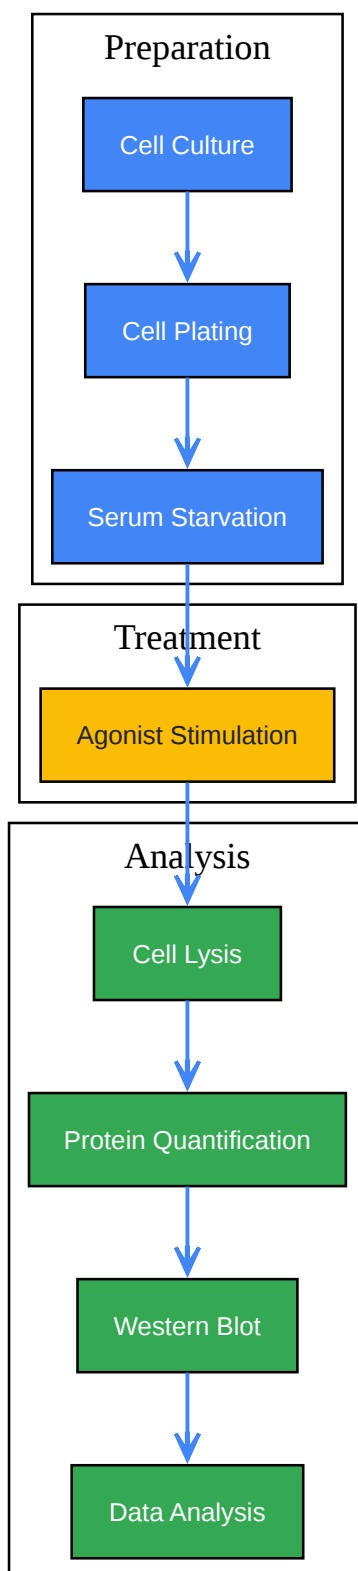 Preparation
Cell Culture
Cell Plating
Serum Starvation
Treatment
Agonist Stimulation
Analysis
Cell Lysis
Protein Quantification
Western Blot
Data Analysis